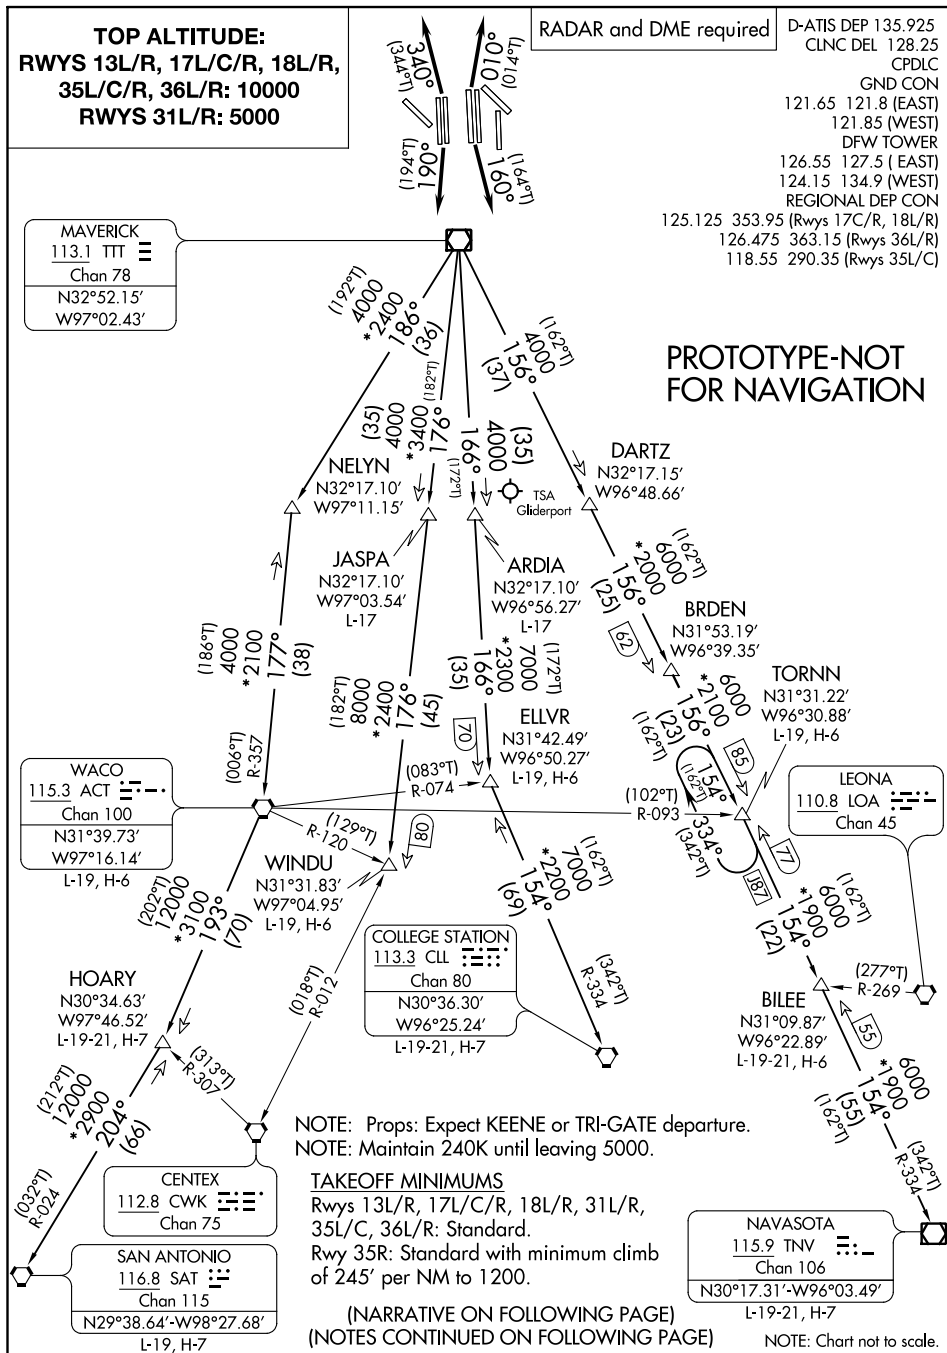 TOP ALTITUDE:
RWYS 13L/R, 17L/C/R, 18L/R,
35L/C/R, 36L/R: 10000
RWYS 31L/R: 5000
340°
(344°T)
010°
(014°T)
(194°T)
190°
(164°T)
160°
RADAR and DME required
D-ATIS DEP 135.925
CLNC DEL 128.25
CPDLC
GND CON
121.65 121.8 (EAST)
121.85 (WEST)
DFW TOWER
126.55 127.5 ( EAST)
124.15 134.9 (WEST)
REGIONAL DEP CON
125.125 353.95 (Rwys 17C/R, 18L/R)
126.475 363.15 (Rwys 36L/R)
118.55 290.35 (Rwys 35L/C)
MAVERICK
113.1 TTT
Chan 78
N32°52.15′
W97°02.43′
PROTOTYPE-NOT
FOR NAVIGATION
(192°T)
4000
*2400
186°
(36)
(35)
4000
*3400
176°
(182°T)
(35)
4000
166°
(172°T)
(162°T)
4000
156°
(37)
NELYN
N32°17.10′
W97°11.15′
TSA
Gliderport
DARTZ
N32°17.15′
W96°48.66′
JASPA
N32°17.10′
W97°03.54′
L-17
ARDIA
N32°17.10′
W96°56.27′
L-17
(162°T)
6000
*2000
156°
(25)
62
BRDEN
N31°53.19′
W96°39.35′
(186°T)
4000
*2100
177°
(38)
(182°T)
8000
*2400
176°
(45)
(172°T)
7000
*2300
166°
(35)
70
6000
*2100
156°
(23)
(162°T)
85
TORNN
N31°31.22′
W96°30.88′
L-19, H-6
ELLVR
N31°42.49′
W96°50.27′
L-19, H-6
(006°T)
R-357
WACO
115.3 ACT
Chan 100
N31°39.73′
W97°16.14′
L-19, H-6
(083°T)
R-074
(129°T)
R-120
(102°T)
R-093
154°
(162°T)
334°
(342°T)
J87
77
LEONA
110.8 LOA
Chan 45
80
WINDU
N31°31.83′
W97°04.95′
L-19, H-6
(202°T)
12000
*3100
193°
(70)
(162°T)
7000
*2200
154°
(69)
(162°T)
6000
*1900
154°
(22)
HOARY
N30°34.63′
W97°46.52′
L-19-21, H-7
(018°T)
R-012
COLLEGE STATION
113.3 CLL
Chan 80
N30°36.30′
W96°25.24′
L-19-21, H-7
(342°T)
R-334
(277°T)
R-269
BILEE
N31°09.87′
W96°22.89′
L-19-21, H-6
55
(313°T)
R-307
(212°T)
12000
*2900
204°
(66)
6000
*1900
154°
(55)
(162°T)
(342°T)
R-334
(032°T)
R-024
CENTEX
112.8 CWK
Chan 75
SAN ANTONIO
116.8 SAT
Chan 115
N29°38.64′-W98°27.68′
L-19, H-7
NOTE: Props: Expect KEENE or TRI-GATE departure.
NOTE: Maintain 240K until leaving 5000.
TAKEOFF MINIMUMS
Rwys 13L/R, 17L/C/R, 18L/R, 31L/R,
35L/C, 36L/R: Standard.
Rwy 35R: Standard with minimum climb
of 245′ per NM to 1200.
NAVASOTA
115.9 TNV
Chan 106
N30°17.31′-W96°03.49′
L-19-21, H-7
(NARRATIVE ON FOLLOWING PAGE)
(NOTES CONTINUED ON FOLLOWING PAGE)
NOTE: Chart not to scale.